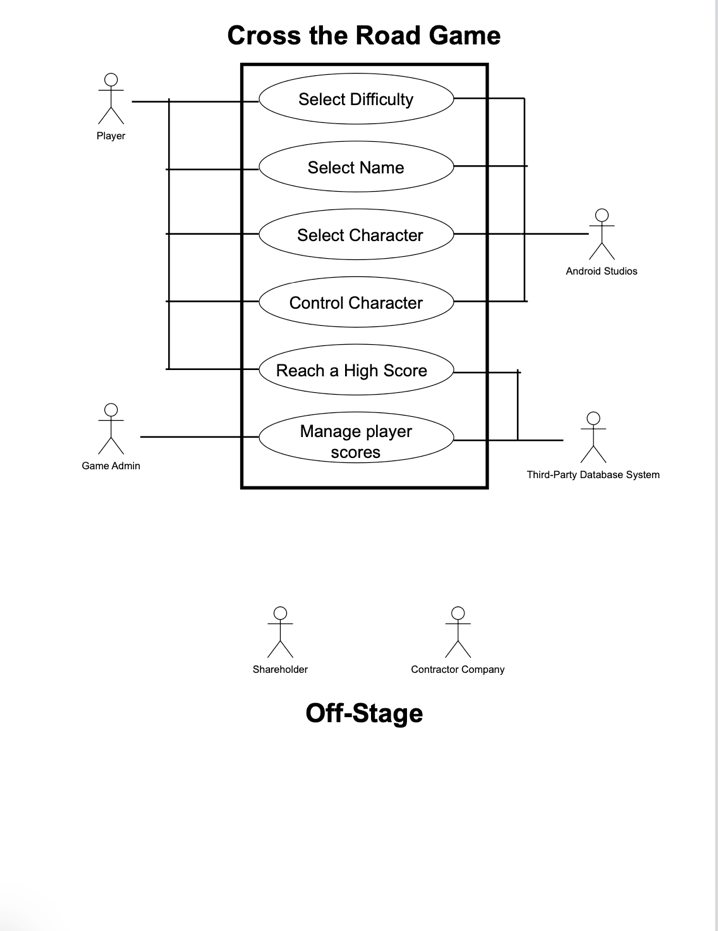 Cross the Road Game
Select Difficulty
Player
Select Name
Select Character
Android Studios
Control Character
Reach a High Score
Manage player
scores
Game Admin
Third-Party Database System
Shareholder
Contractor Company
Off-Stage